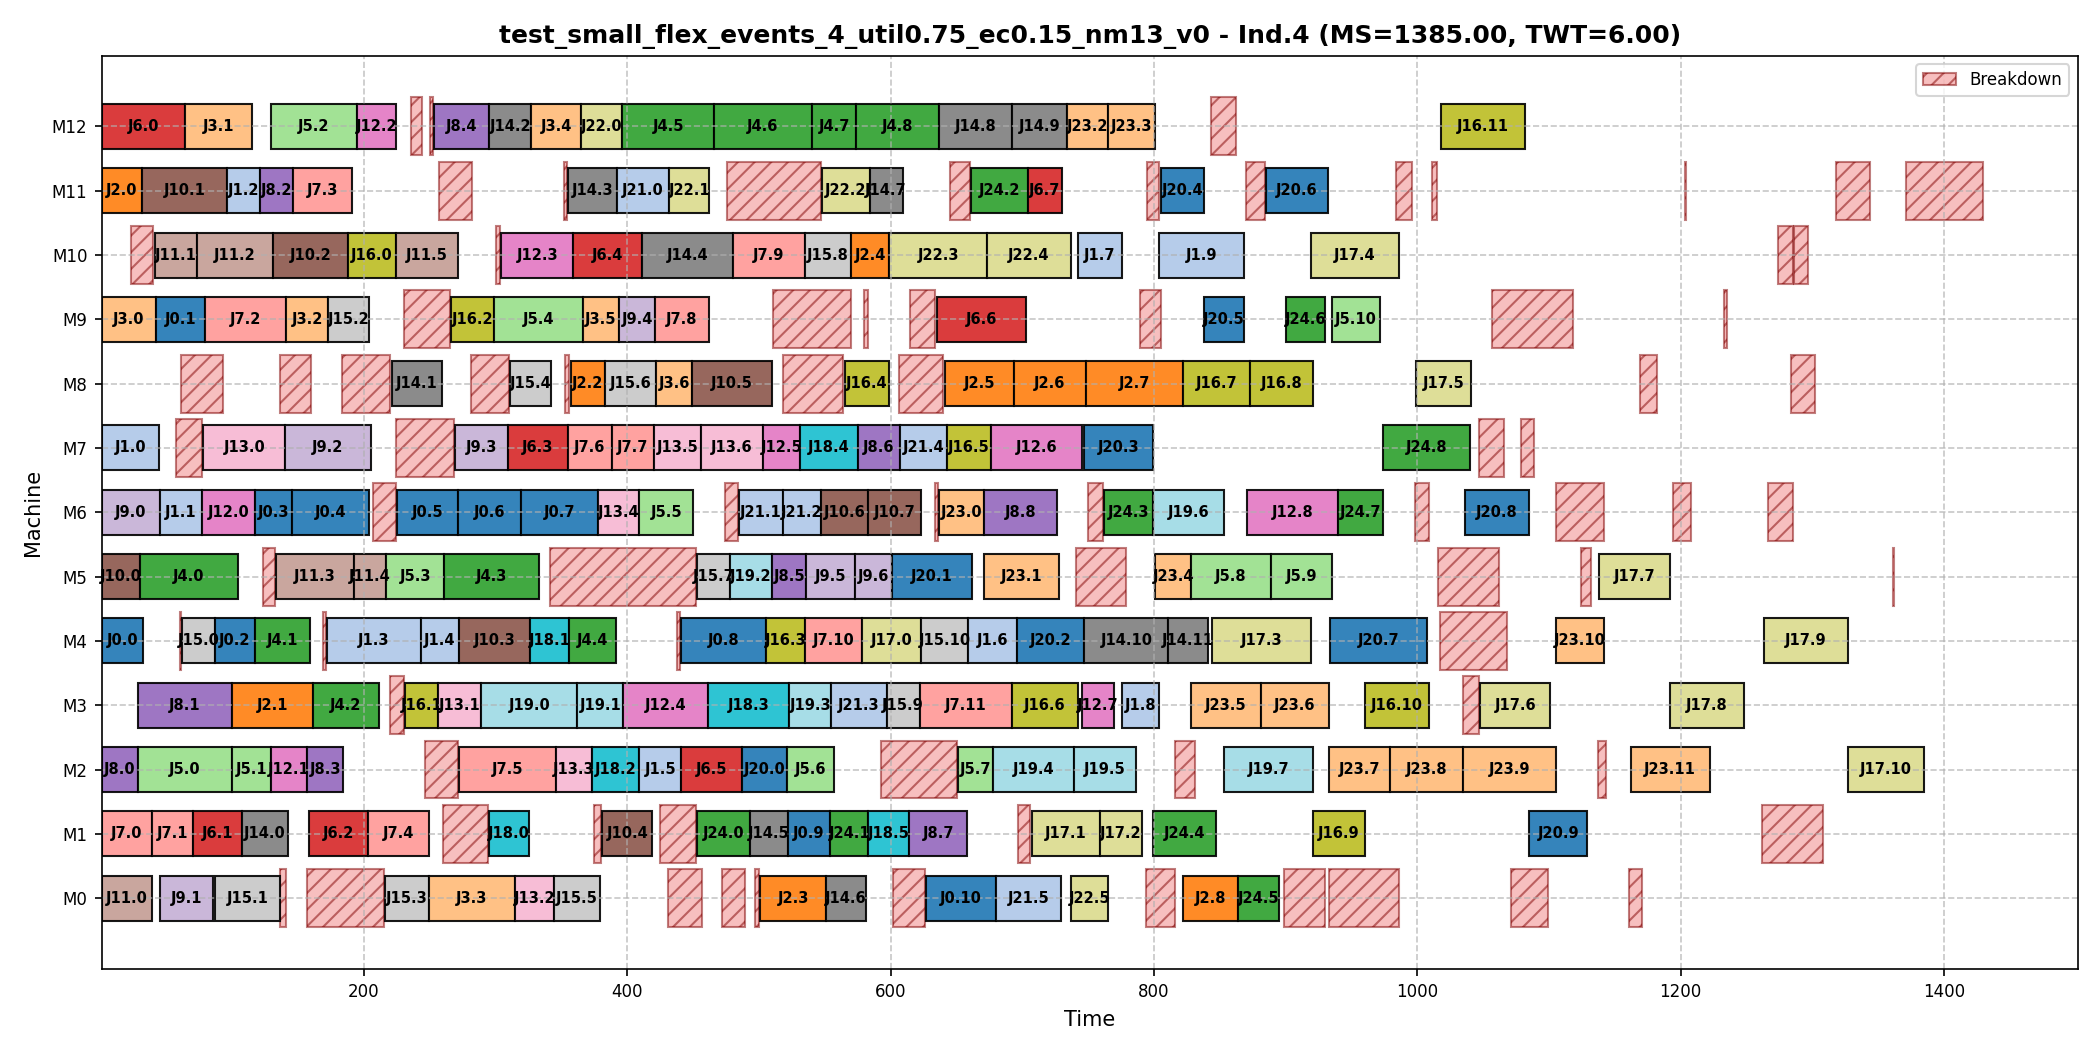 test_small_flex_events_4_util0.75_ec0.15_nm13_v0 - Ind.4 (MS=1385.00, TWT=6.00)
Breakdown
M12 J6.0 J3.1 J5.2 J12.2 J8.4 J14.2 J3.4 J22.0 J4.5 J4.6 J4.7 J4.8 J14.8 J14.9 J23.2 J23.3 J16.11
M11 J2.0 J10.1 J1.2 J8.2 J7.3 J14.3 J21.0 J22.1 J22.2 J14.7 J24.2 J6.7 J20.4 J20.6
M10 J11.1 J11.2 J10.2 J16.0 J11.5 J12.3 J6.4 J14.4 J7.9 J15.8 J2.4 J22.3 J22.4 J1.7 J1.9 J17.4
M9 J3.0 J0.1 J7.2 J3.2 J15.2 J16.2 J5.4 J3.5 J9.4 J7.8 J6.6 J20.5 J24.6 J5.10
M8 J14.1 J15.4 J2.2 J15.6 J3.6 J10.5 J16.4 J2.5 J2.6 J2.7 J16.7 J16.8 J17.5
M7 J1.0 J13.0 J9.2 J9.3 J6.3 J7.6 J7.7 J13.5 J13.6 J12.5 J18.4 J8.6 J21.4 J16.5 J12.6 J20.3 J24.8
M6 J9.0 J1.1 J12.0 J0.3 J0.4 J0.5 J0.6 J0.7 J13.4 J5.5 J21.1 J21.2 J10.6 J10.7 J23.0 J8.8 J24.3 J19.6 J12.8 J24.7 J20.8
M5 J10.0 J4.0 J11.3 J11.4 J5.3 J4.3 J15.7 J19.2 J8.5 J9.5 J9.6 J20.1 J23.1 J23.4 J5.8 J5.9 J17.7
M4 J0.0 J15.0 J0.2 J4.1 J1.3 J1.4 J10.3 J18.1 J4.4 J0.8 J16.3 J7.10 J17.0 J15.10 J1.6 J20.2 J14.10 J14.11 J17.3 J20.7 J23.10 J17.9
M3 J8.1 J2.1 J4.2 J16.1 J13.1 J19.0 J19.1 J12.4 J18.3 J19.3 J21.3 J15.9 J7.11 J16.6 J12.7 J1.8 J23.5 J23.6 J16.10 J17.6 J17.8
M2 J8.0 J5.0 J5.1 J12.1 J8.3 J7.5 J13.3 J18.2 J1.5 J6.5 J20.0 J5.6 J5.7 J19.4 J19.5 J19.7 J23.7 J23.8 J23.9 J23.11 J17.10
M1 J7.0 J7.1 J6.1 J14.0 J6.2 J7.4 J18.0 J10.4 J24.0 J14.5 J0.9 J24.1 J18.5 J8.7 J17.1 J17.2 J24.4 J16.9 J20.9
M0 J11.0 J9.1 J15.1 J15.3 J3.3 J13.2 J15.5 J2.3 J14.6 J0.10 J21.5 J22.5 J2.8 J24.5
200 400 600 800 1000 1200 1400
Time
Machine